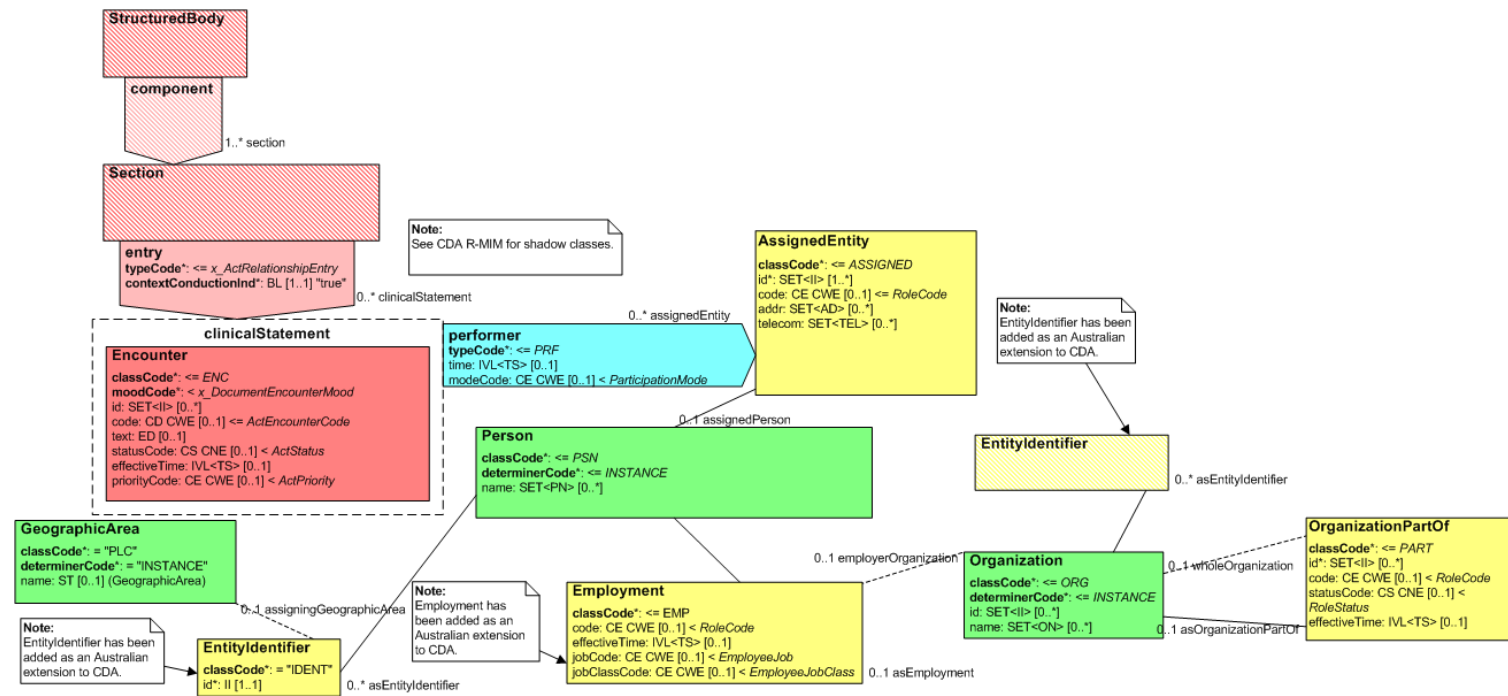 StructuredBody
component
1..* section
Section
entry
typeCode*: <= x_ActRelationshipEntry
contextConductionInd*: BL [1..1] "true"
0..* clinicalStatement
Note:
See CDA R-MIM for shadow classes.
clinicalStatement
Encounter
classCode*: <= ENC
moodCode*: < x_DocumentEncounterMood
id: SET<II> [0..*]
code: CD CWE [0..1] <= ActEncounterCode
text: ED [0..1]
statusCode: CS CNE [0..1] < ActStatus
effectiveTime: IVL<TS> [0..1]
priorityCode: CE CWE [0..1] < ActPriority
0..* assignedEntity
performer
typeCode*: <= PRF
time: IVL<TS> [0..1]
modeCode: CE CWE [0..1] < ParticipationMode
AssignedEntity
classCode*: <= ASSIGNED
id*: SET<II> [1..*]
code: CE CWE [0..1] <= RoleCode
addr: SET<AD> [0..*]
telecom: SET<TEL> [0..*]
0..1 assignedPerson
Note:
EntityIdentifier has been
added as an Australian
extension to CDA.
Person
classCode*: <= PSN
determinerCode*: <= INSTANCE
name: SET<PN> [0..*]
EntityIdentifier
0..* asEntityIdentifier
GeographicArea
classCode*: = "PLC"
determinerCode*: = "INSTANCE"
name: ST [0..1] (GeographicArea)
0..1 assigningGeographicArea
Note:
EntityIdentifier has been
added as an Australian
extension to CDA.
EntityIdentifier
classCode*: = "IDENT"
id*: II [1..1]
0..* asEntityIdentifier
Note:
Employment has
been added as an
Australian extension
to CDA.
Employment
classCode*: <= EMP
code: CE CWE [0..1] < RoleCode
effectiveTime: IVL<TS> [0..1]
jobCode: CE CWE [0..1] < EmployeeJob
jobClassCode: CE CWE [0..1] < EmployeeJobClass
0..1 asEmployment
0..1 employerOrganization
Organization
classCode*: <= ORG
determinerCode*: <= INSTANCE
id: SET<II> [0..*]
name: SET<ON> [0..*]
0..1 wholeOrganization
0..1 asOrganizationPartOf
OrganizationPartOf
classCode*: <= PART
id*: SET<II> [0..*]
code: CE CWE [0..1] < RoleCode
statusCode: CS CNE [0..1] <
RoleStatus
effectiveTime: IVL<TS> [0..1]